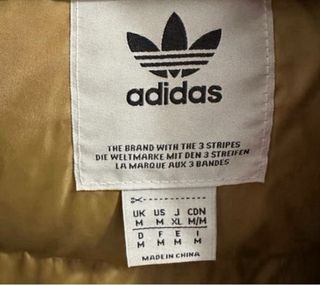 adidas
THE BRAND WITH THE 3 STRIPES
DIE WELTMARKE MIT DEN 3 STREIFEN
LA MARQUE AUX 3 BANDES
UK US J CDN
M M XL M/M
D F E I
M M M M
MADE IN CHINA